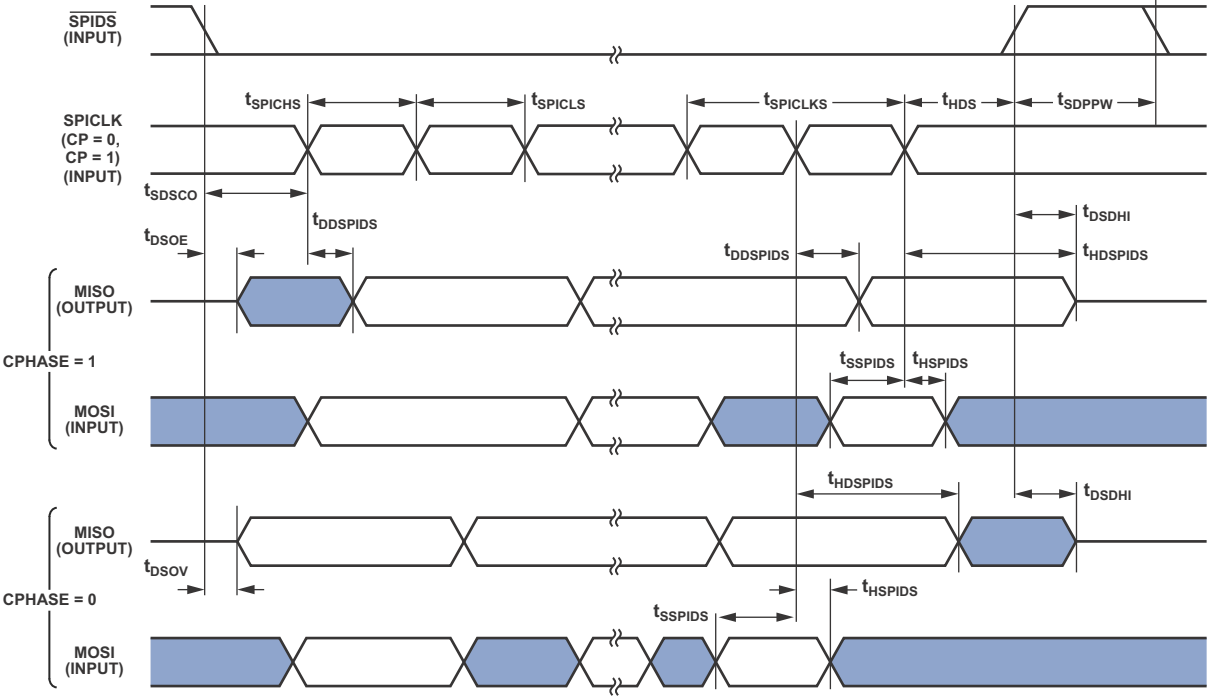 SPIDS
(INPUT)
tSPICHS
tSPICLS
tSPICLKS
tHDS
tSDPPW
SPICLK
(CP = 0,
CP = 1)
(INPUT)
tSDSCO
tDDSPIDS
tDSOE
tDDSPIDS
tDSDHI
tHDSPIDS
MISO
(OUTPUT)
CPHASE = 1
tSSPIDS
tHSPIDS
MOSI
(INPUT)
tHDSPIDS
tDSDHI
MISO
(OUTPUT)
tDSOV
CPHASE = 0
tHSPIDS
tSSPIDS
MOSI
(INPUT)